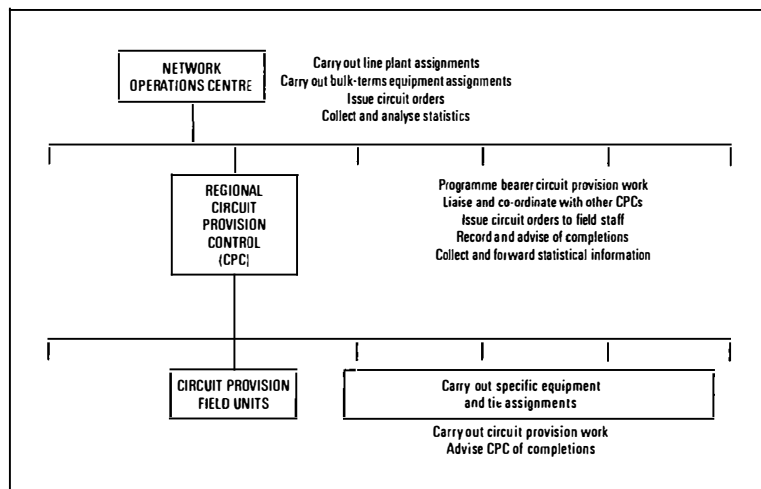 NETWORK
OPERATIONS CENTRE
Carry out line plant assignments
Carry out bulk-terms equipment assignments
Issue circuit orders
Collect and analyse statistics
REGIONAL
CIRCUIT
PROVISION
CONTROL
(CPC)
Programme bearer circuit provision work
Liaise and co-ordinate with other CPCs
Issue circuit orders to field staff
Record and advise of completions
Collect and forward statistical information
CIRCUIT PROVISION
FIELD UNITS
Carry out specific equipment
and tie assignments
Carry out circuit provision work
Advise CPC of completions